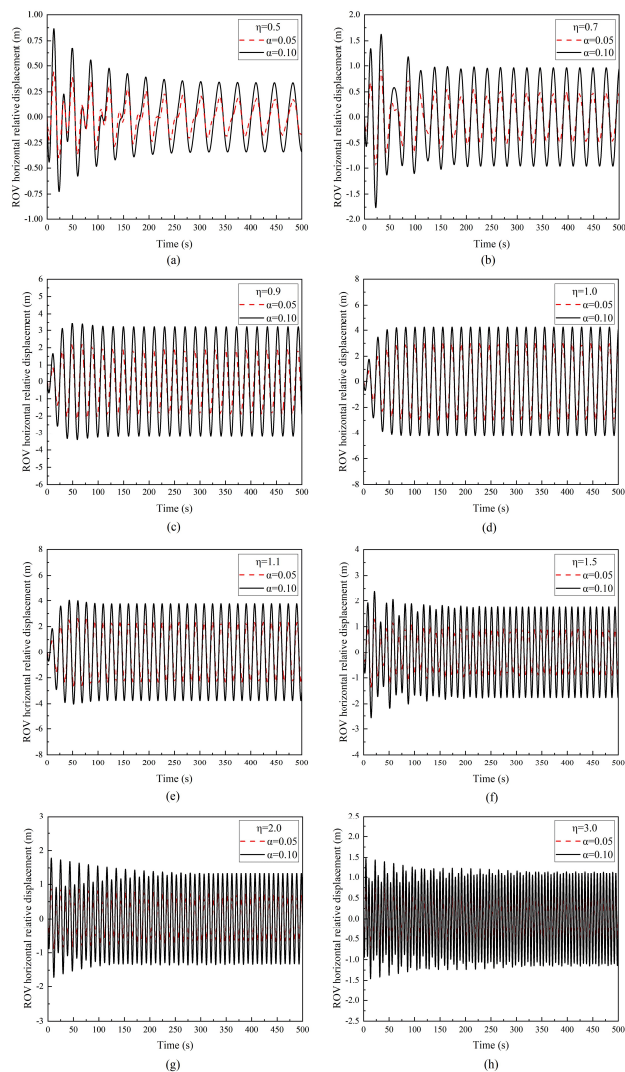 η=0.5
α=0.05
α=0.10
ROV horizontal relative displacement (m)
1.00
0.75
0.50
0.25
0.00
-0.25
-0.50
-0.75
-1.00
0 50 100 150 200 250 300 350 400 450 500
Time (s)
(a)
η=0.7
α=0.05
α=0.10
ROV horizontal relative displacement (m)
2.0
1.5
1.0
0.5
0.0
-0.5
-1.0
-1.5
-2.0
0 50 100 150 200 250 300 350 400 450 500
Time (s)
(b)
η=0.9
α=0.05
α=0.10
ROV horizontal relative displacement (m)
6
5
4
3
2
1
0
-1
-2
-3
-4
-5
-6
0 50 100 150 200 250 300 350 400 450 500
Time (s)
(c)
η=1.0
α=0.05
α=0.10
ROV horizontal relative displacement (m)
8
6
4
2
0
-2
-4
-6
-8
0 50 100 150 200 250 300 350 400 450 500
Time (s)
(d)
η=1.1
α=0.05
α=0.10
ROV horizontal relative displacement (m)
8
6
4
2
0
-2
-4
-6
-8
0 50 100 150 200 250 300 350 400 450 500
Time (s)
(e)
η=1.5
α=0.05
α=0.10
ROV horizontal relative displacement (m)
4
3
2
1
0
-1
-2
-3
-4
0 50 100 150 200 250 300 350 400 450 500
Time (s)
(f)
η=2.0
α=0.05
α=0.10
ROV horizontal relative displacement (m)
3
2
1
0
-1
-2
-3
0 50 100 150 200 250 300 350 400 450 500
Time (s)
(g)
η=3.0
α=0.05
α=0.10
ROV horizontal relative displacement (m)
2.5
2.0
1.5
1.0
0.5
0.0
-0.5
-1.0
-1.5
-2.0
-2.5
0 50 100 150 200 250 300 350 400 450 500
Time (s)
(h)